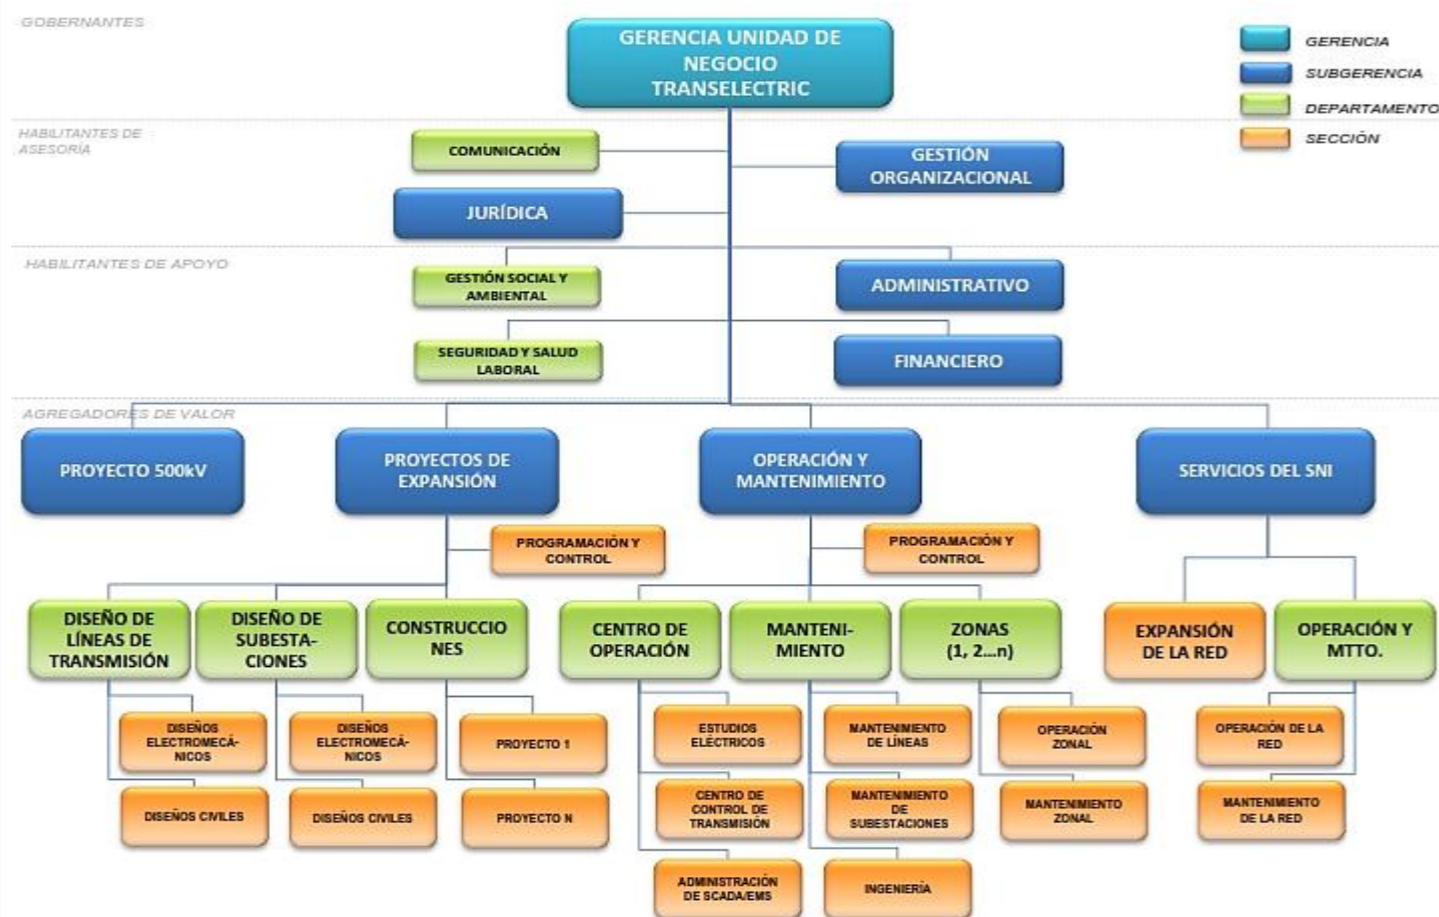 GOBERNANTES
GERENCIA UNIDAD DE
NEGOCIO
TRANSELECTRIC
GERENCIA
SUBGERENCIA
DEPARTAMENTO
SECCIÓN
HABILITANTES DE
ASESORÍA
COMUNICACIÓN
GESTIÓN
ORGANIZACIONAL
JURÍDICA
HABILITANTES DE APOYO
GESTIÓN SOCIAL Y
AMBIENTAL
ADMINISTRATIVO
SEGURIDAD Y SALUD
LABORAL
FINANCIERO
AGREGADORES DE VALOR
PROYECTO 500kV
PROYECTOS DE
EXPANSIÓN
OPERACIÓN Y
MANTENIMIENTO
SERVICIOS DEL SNI
PROGRAMACIÓN Y
CONTROL
PROGRAMACIÓN Y
CONTROL
DISEÑO DE
LÍNEAS DE
TRANSMISIÓN
DISEÑO DE
SUBESTA-
CIONES
CONSTRUCCIO
NES
CENTRO DE
OPERACIÓN
MANTENI-
MIENTO
ZONAS
(1, 2...n)
EXPANSIÓN
DE LA RED
OPERACIÓN Y
MTTO.
DISEÑOS
ELECTROMECÁ-
NICOS
DISEÑOS
ELECTROMECÁ-
NICOS
PROYECTO 1
ESTUDIOS
ELÉCTRICOS
MANTENIMIENTO
DE LÍNEAS
OPERACIÓN
ZONAL
OPERACIÓN DE LA
RED
DISEÑOS CIVILES
DISEÑOS CIVILES
PROYECTO N
CENTRO DE
CONTROL DE
TRANSMISIÓN
MANTENIMIENTO
DE
SUBESTACIONES
MANTENIMIENTO
ZONAL
MANTENIMIENTO
DE LA RED
ADMINISTRACIÓN
DE SCADA/EMS
INGENIERÍA